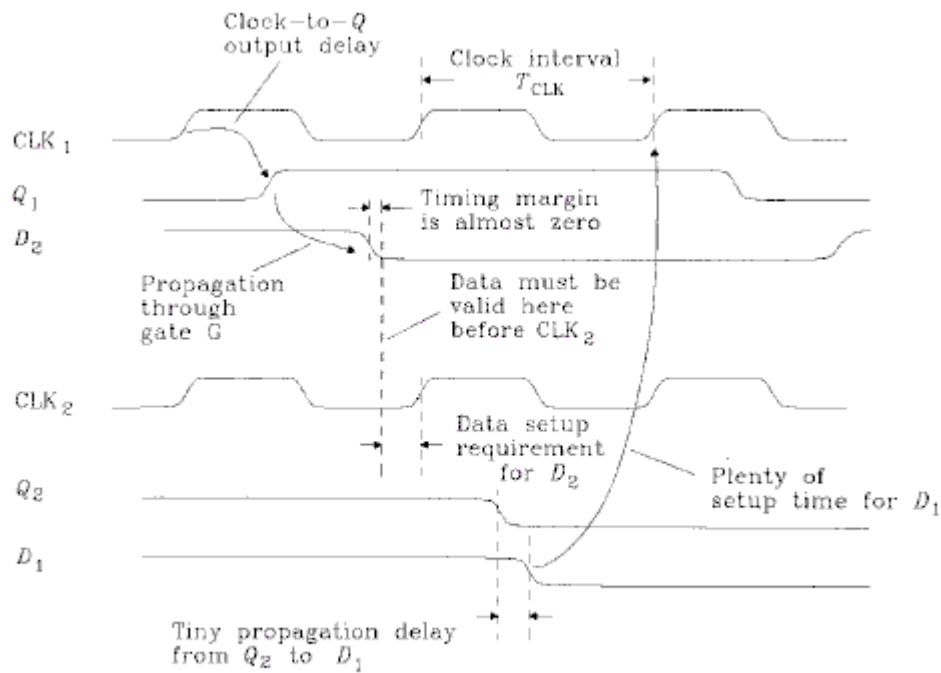 Clock-to-Q
output delay
Clock interval
T_CLK
CLK₁
Q₁
Timing margin
is almost zero
D₂
Propagation
through
gate G
Data must be
valid here
before CLK₂
CLK₂
Data setup
requirement
for D₂
Plenty of
setup time for D₁
Q₂
D₁
Tiny propagation delay
from Q₂ to D₁